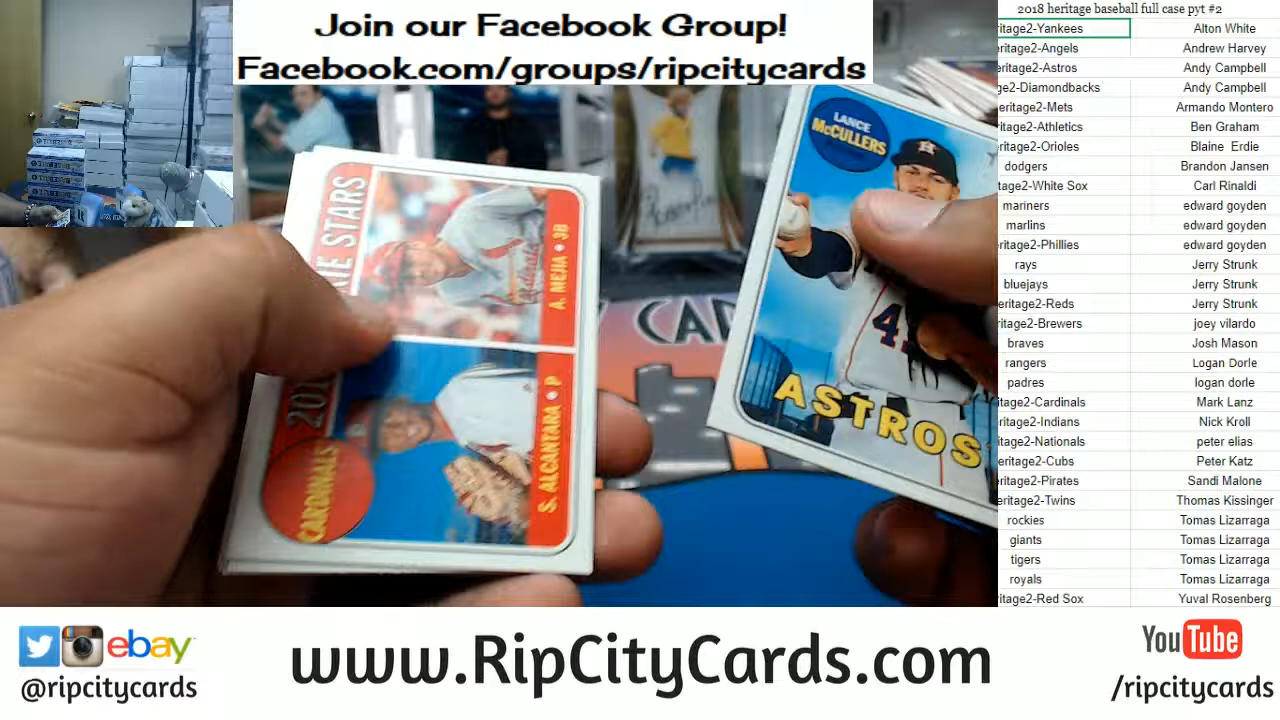 Join our Facebook Group!
Facebook.com/groups/ripcitycards
2018 heritage baseball full case pyt #2
ritage2-Yankees Alton White
eritage2-Angels Andrew Harvey
eritage2-Astros Andy Campbell
ge2-Diamondbacks Andy Campbell
eritage2-Mets Armando Montero
eritage2-Athletics Ben Graham
eritage2-Orioles Blaine Erdie
dodgers Brandon Jansen
tage2-White Sox Carl Rinaldi
mariners edward goyden
marlins edward goyden
eritage2-Phillies edward goyden
rays Jerry Strunk
bluejays Jerry Strunk
eritage2-Reds Jerry Strunk
eritage2-Brewers joey vilardo
braves Josh Mason
rangers Logan Dorle
padres logan dorle
ritage2-Cardinals Mark Lanz
ritage2-Indians Nick Kroll
ritage2-Nationals peter elias
eritage2-Cubs Peter Katz
eritage2-Pirates Sandi Malone
eritage2-Twins Thomas Kissinger
rockies Tomas Lizarraga
giants Tomas Lizarraga
tigers Tomas Lizarraga
royals Tomas Lizarraga
ritage2-Red Sox Yuval Rosenberg
LANCE
McCULLERS
ASTROS
STARS
A. MEJIA • 3B
S. ALCANTARA • P
CARDINALS
Cardinals
CAR
ebay
@ripcitycards
www.RipCityCards.com
YouTube
/ripcitycards